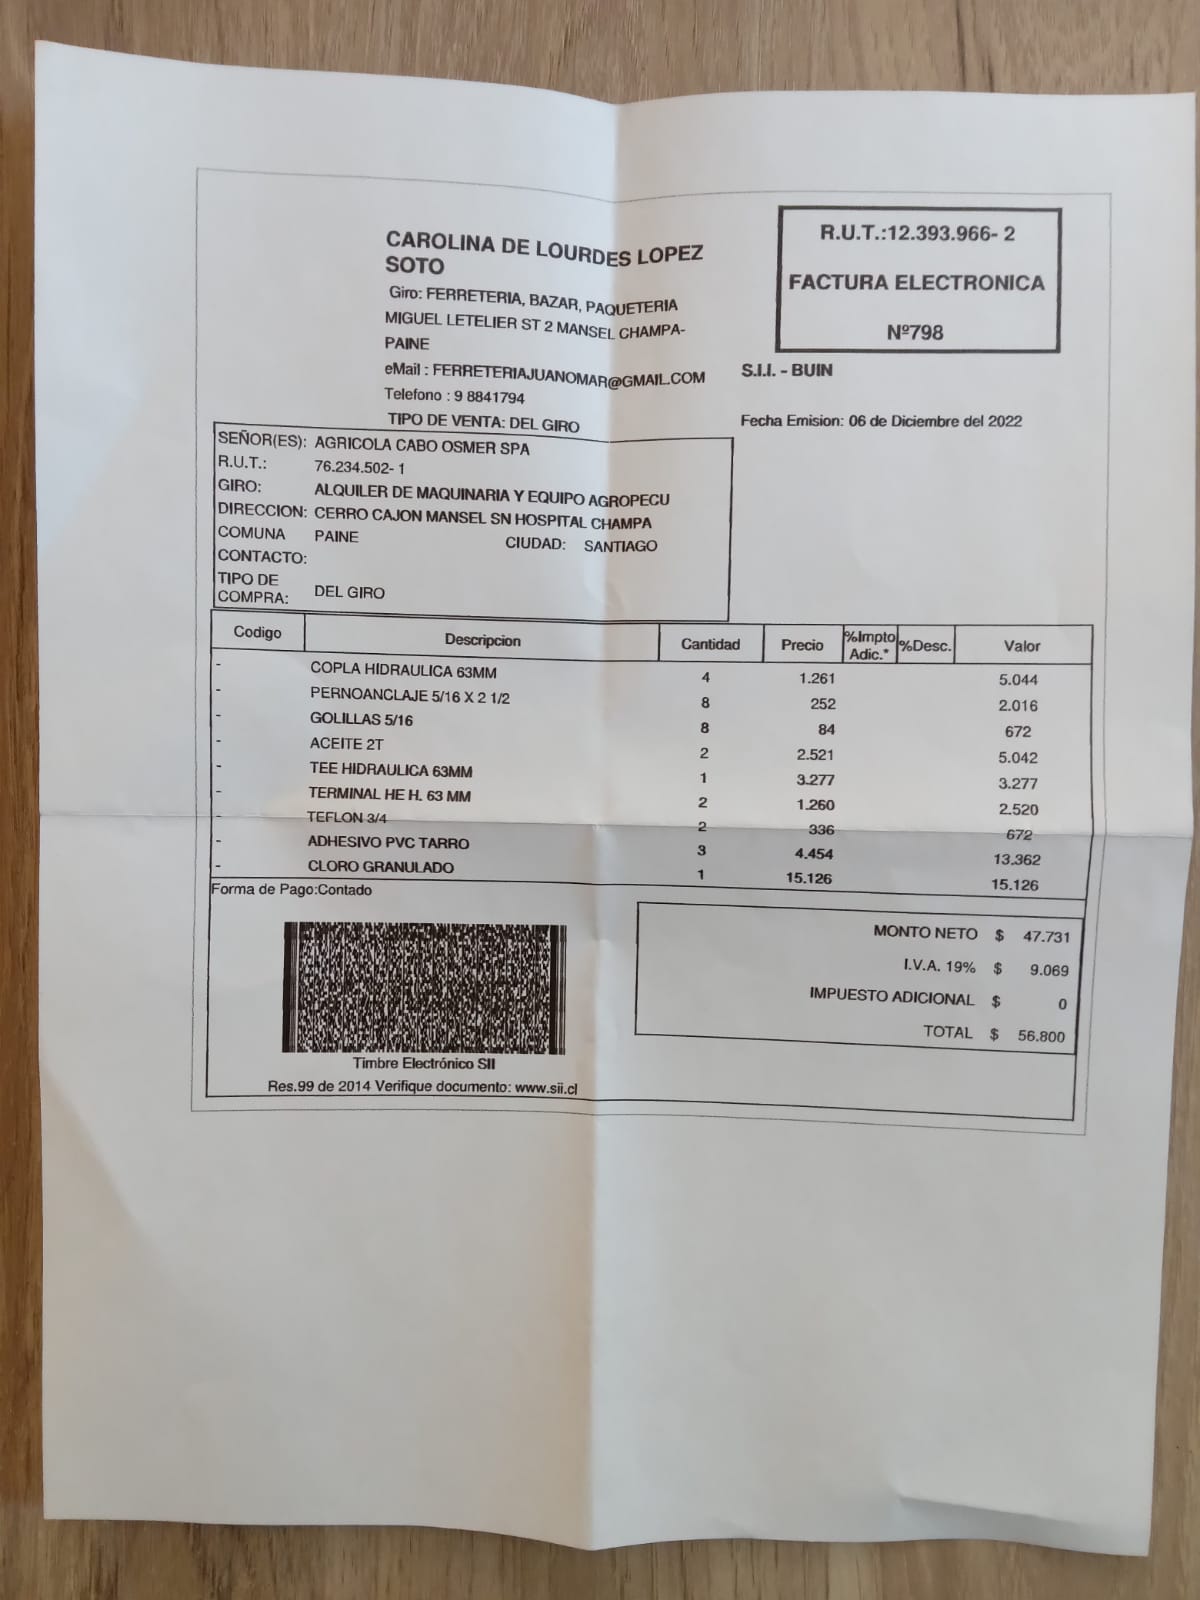 CAROLINA DE LOURDES LOPEZ
SOTO
Giro: FERRETERIA, BAZAR, PAQUETERIA
MIGUEL LETELIER ST 2 MANSEL CHAMPA-
PAINE
eMail : FERRETERIAJUANOMAR@GMAIL.COM
Telefono : 9 8841794
TIPO DE VENTA: DEL GIRO
R.U.T.:12.393.966- 2
FACTURA ELECTRONICA
Nº798
S.I.I. - BUIN
Fecha Emision: 06 de Diciembre del 2022
SEÑOR(ES): AGRICOLA CABO OSMER SPA
R.U.T.: 76.234.502- 1
GIRO: ALQUILER DE MAQUINARIA Y EQUIPO AGROPECU
DIRECCION: CERRO CAJON MANSEL SN HOSPITAL CHAMPA
COMUNA PAINE CIUDAD: SANTIAGO
CONTACTO:
TIPO DE
COMPRA: DEL GIRO
Codigo Descripcion Cantidad Precio %Impto Adic.* %Desc. Valor
- COPLA HIDRAULICA 63MM 4 1.261 5.044
- PERNOANCLAJE 5/16 X 2 1/2 8 252 2.016
- GOLILLAS 5/16 8 84 672
- ACEITE 2T 2 2.521 5.042
- TEE HIDRAULICA 63MM 1 3.277 3.277
- TERMINAL HE H. 63 MM 2 1.260 2.520
- TEFLON 3/4 2 336 672
- ADHESIVO PVC TARRO 3 4.454 13.362
- CLORO GRANULADO 1 15.126 15.126
Forma de Pago:Contado
MONTO NETO $ 47.731
I.V.A. 19% $ 9.069
IMPUESTO ADICIONAL $ 0
TOTAL $ 56.800
Timbre Electrónico SII
Res.99 de 2014 Verifique documento: www.sii.cl